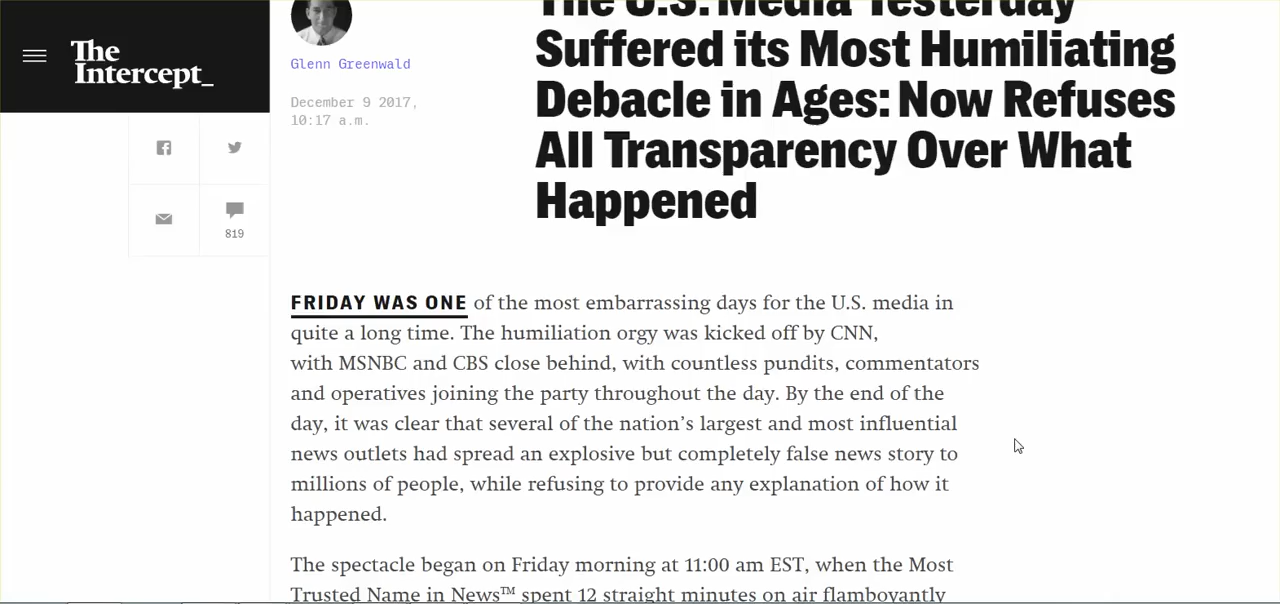 The U.S. Media Yesterday
Suffered its Most Humiliating
Debacle in Ages: Now Refuses
All Transparency Over What
Happened
The
Intercept_
Glenn Greenwald
December 9 2017,
10:17 a.m.
819
FRIDAY WAS ONE of the most embarrassing days for the U.S. media in
quite a long time. The humiliation orgy was kicked off by CNN,
with MSNBC and CBS close behind, with countless pundits, commentators
and operatives joining the party throughout the day. By the end of the
day, it was clear that several of the nation’s largest and most influential
news outlets had spread an explosive but completely false news story to
millions of people, while refusing to provide any explanation of how it
happened.
The spectacle began on Friday morning at 11:00 am EST, when the Most
Trusted Name in News™ spent 12 straight minutes on air flamboyantly